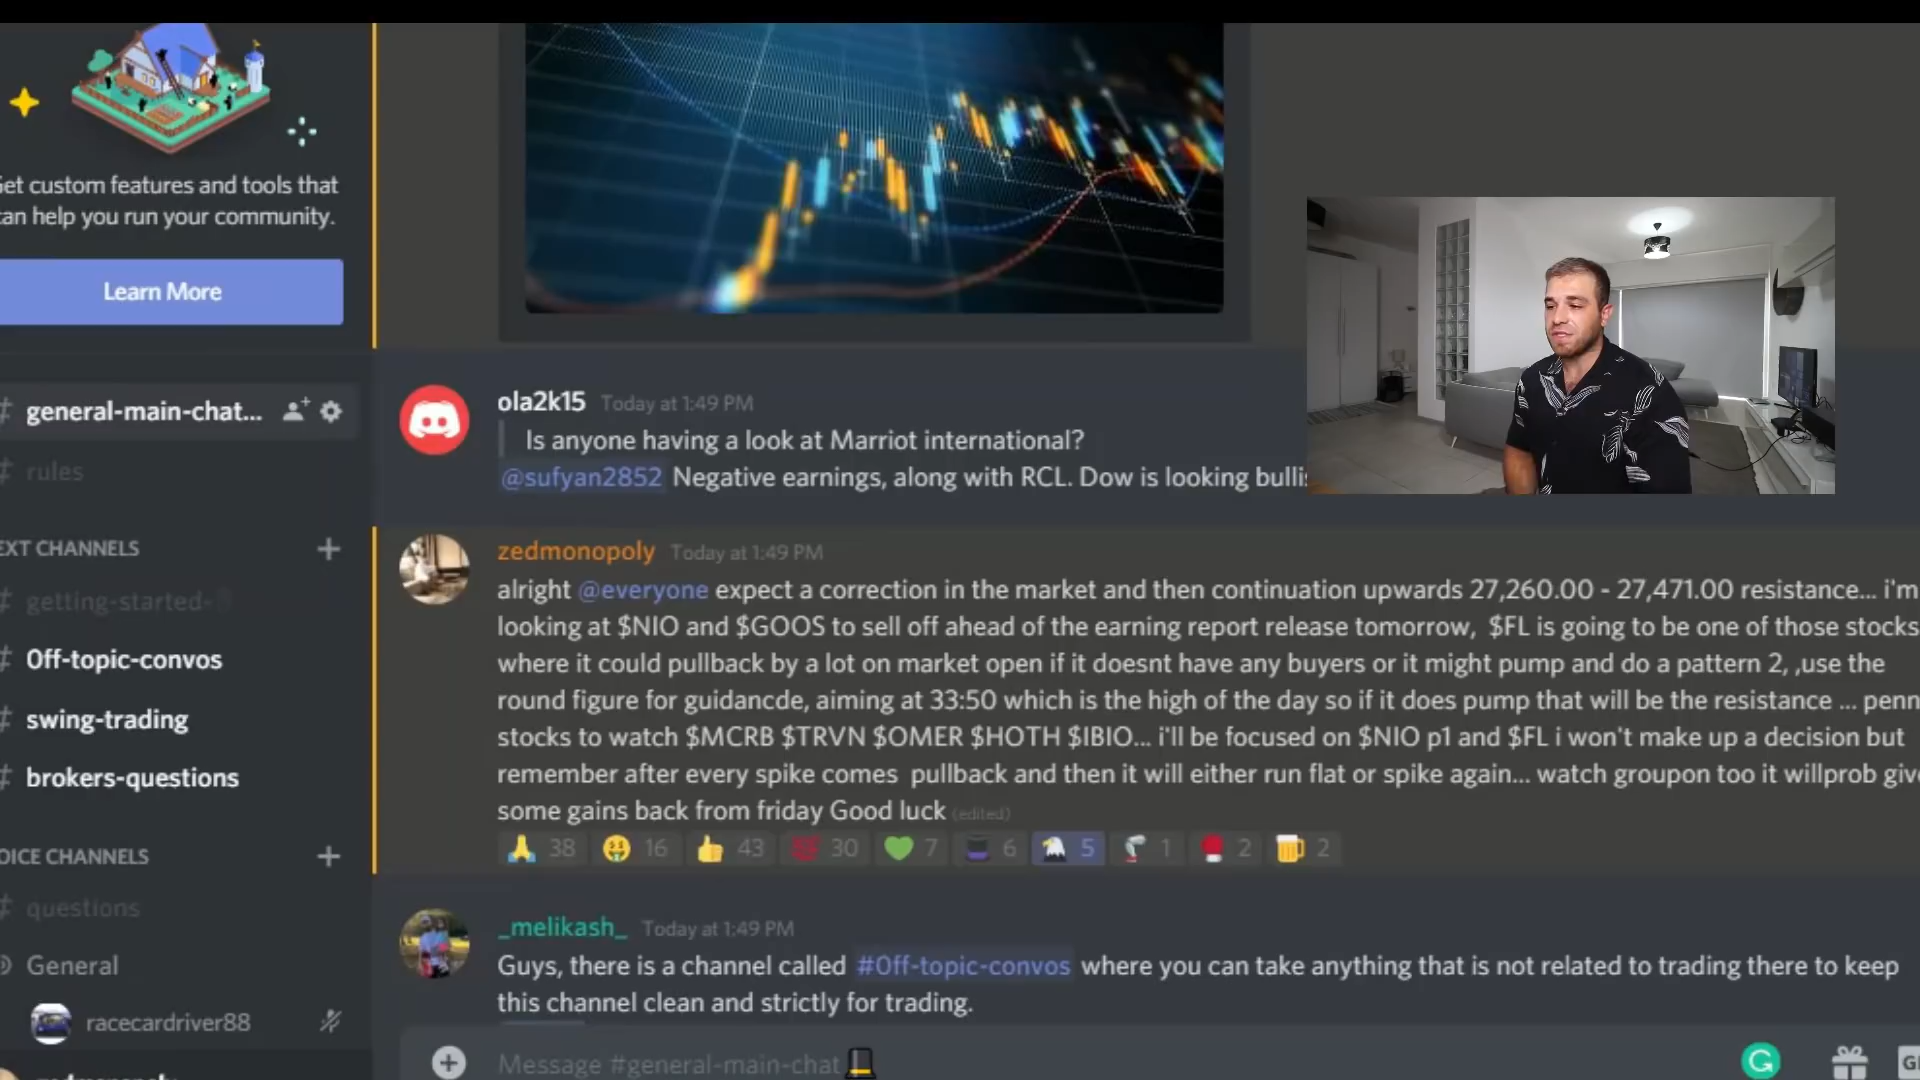 Get custom features and tools that
can help you run your community.
Learn More
# general-main-chat...
# rules
EXT CHANNELS
# getting-started-
# 0ff-topic-convos
# swing-trading
# brokers-questions
OICE CHANNELS
# questions
General
racecardriver88
zedmonopoly
ola2k15 Today at 1:49 PM
Is anyone having a look at Marriot international?
@sufyan2852 Negative earnings, along with RCL. Dow is looking bullis
zedmonopoly Today at 1:49 PM
alright @everyone expect a correction in the market and then continuation upwards 27,260.00 - 27,471.00 resistance... i'm
looking at $NIO and $GOOS to sell off ahead of the earning report release tomorrow, $FL is going to be one of those stocks
where it could pullback by a lot on market open if it doesnt have any buyers or it might pump and do a pattern 2, ,use the
round figure for guidancde, aiming at 33:50 which is the high of the day so if it does pump that will be the resistance ... penn
stocks to watch $MCRB $TRVN $OMER $HOTH $IBIO... i'll be focused on $NIO p1 and $FL i won't make up a decision but
remember after every spike comes pullback and then it will either run flat or spike again... watch groupon too it willprob give
some gains back from friday Good luck (edited)
38 16 43 30 7 6 5 1 2 2
_melikash_ Today at 1:49 PM
Guys, there is a channel called #0ff-topic-convos where you can take anything that is not related to trading there to keep
this channel clean and strictly for trading.
Message #general-main-chat